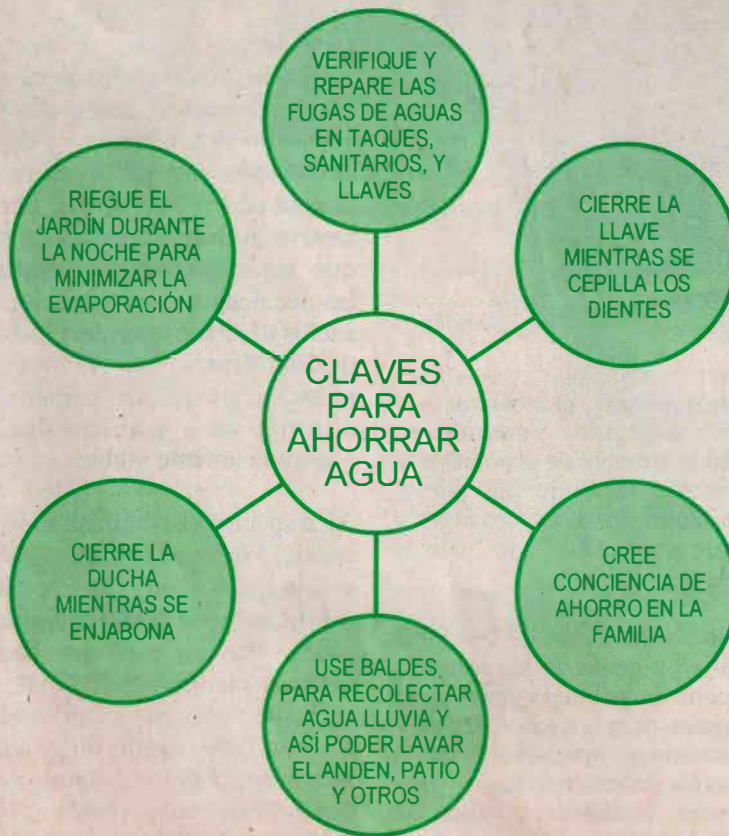 VERIFIQUE Y
REPARE LAS
FUGAS DE AGUAS
EN TAQUES,
SANITARIOS, Y
LLAVES
CIERRE LA
LLAVE
MIENTRAS SE
CEPILLA LOS
DIENTES
CREE
CONCIENCIA DE
AHORRO EN LA
FAMILIA
USE BALDES
PARA RECOLECTAR
AGUA LLUVIA Y
ASÍ PODER LAVAR
EL ANDEN, PATIO
Y OTROS
CIERRE LA
DUCHA
MIENTRAS SE
ENJABONA
RIEGUE EL
JARDÍN DURANTE
LA NOCHE PARA
MINIMIZAR LA
EVAPORACIÓN
CLAVES
PARA
AHORRAR
AGUA